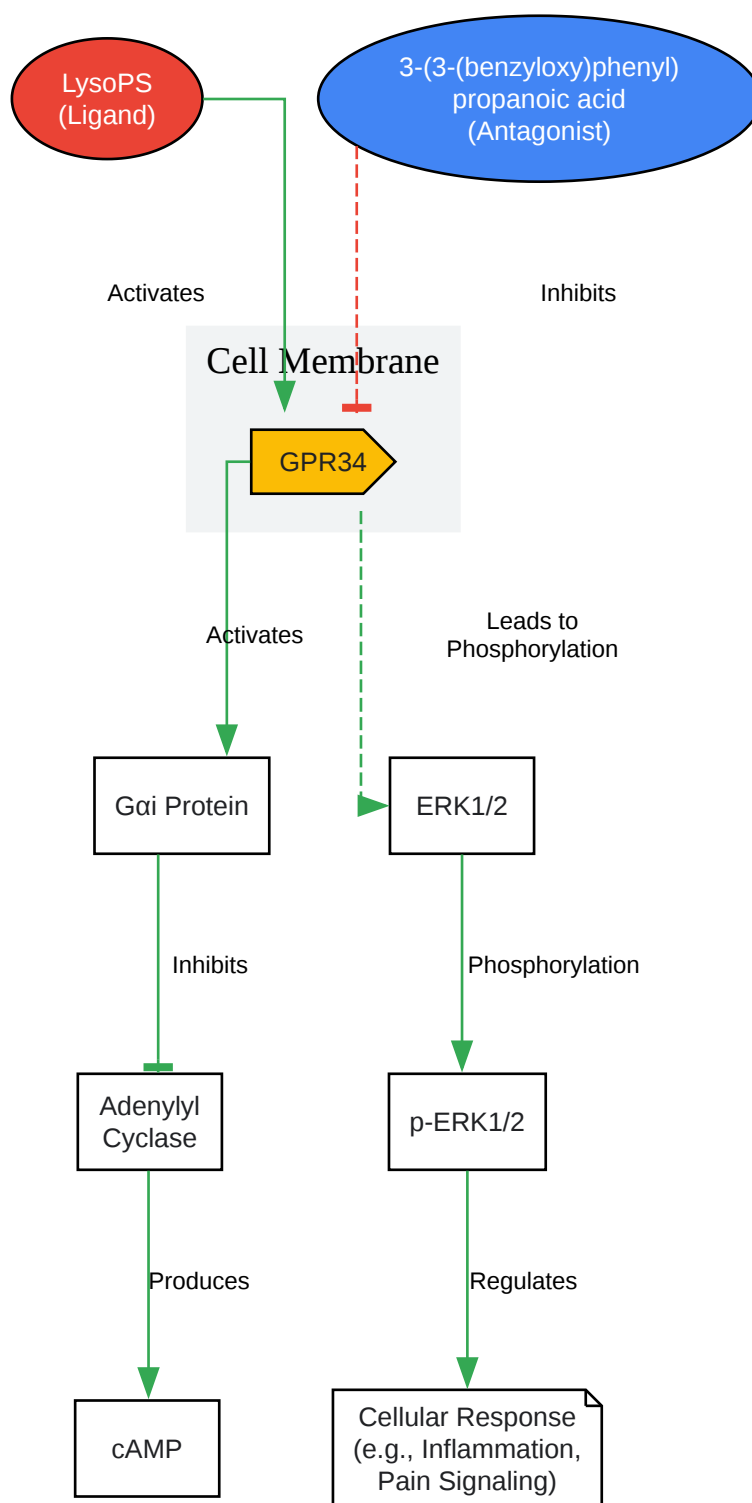 LysoPS
(Ligand)
3-(3-(benzyloxy)phenyl)
propanoic acid
(Antagonist)
Activates
Inhibits
Cell Membrane
GPR34
Activates
Leads to
Phosphorylation
Gαi Protein
ERK1/2
Inhibits
Phosphorylation
Adenylyl
Cyclase
p-ERK1/2
Produces
Regulates
cAMP
Cellular Response
(e.g., Inflammation,
Pain Signaling)